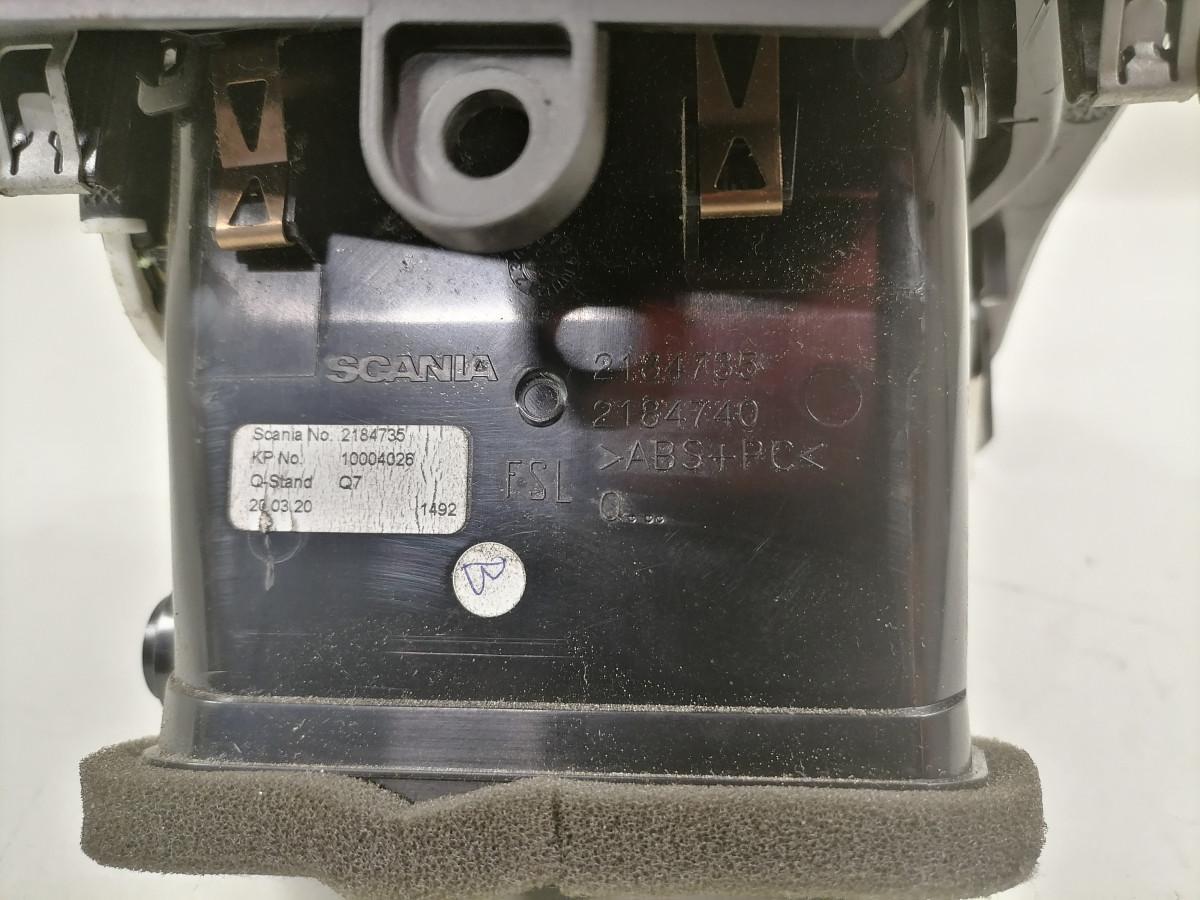 SCANIA
2184735
2184740
>ABS+PC<
FSL
Q...
Scania No. 2184735
KP No. 10004026
Q-Stand Q7
20.03.20 1492
B